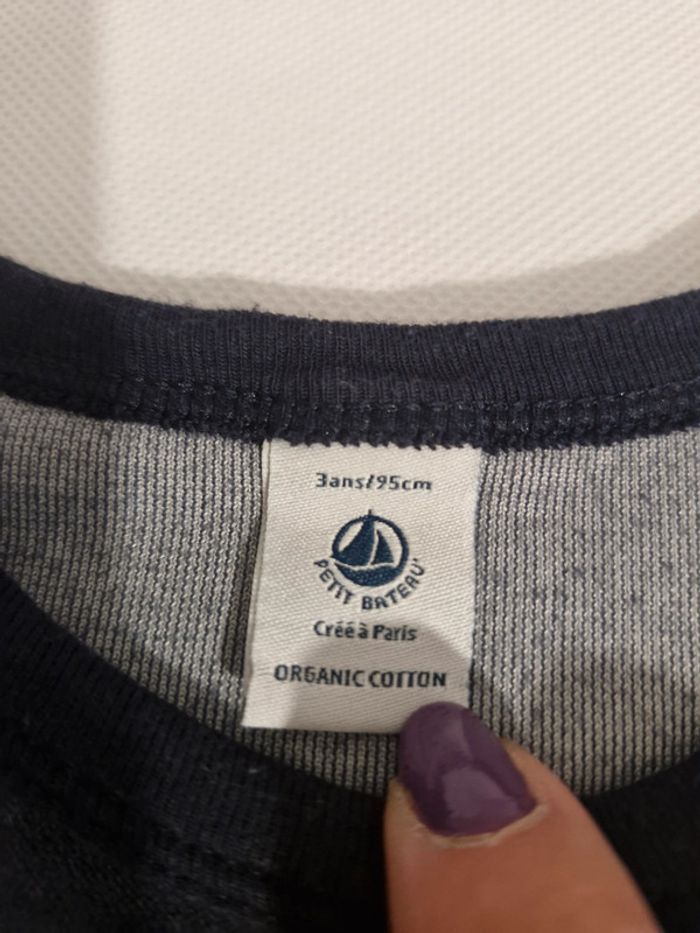 3ans/95cm
PETIT BATEAU
Créé à Paris
ORGANIC COTTON